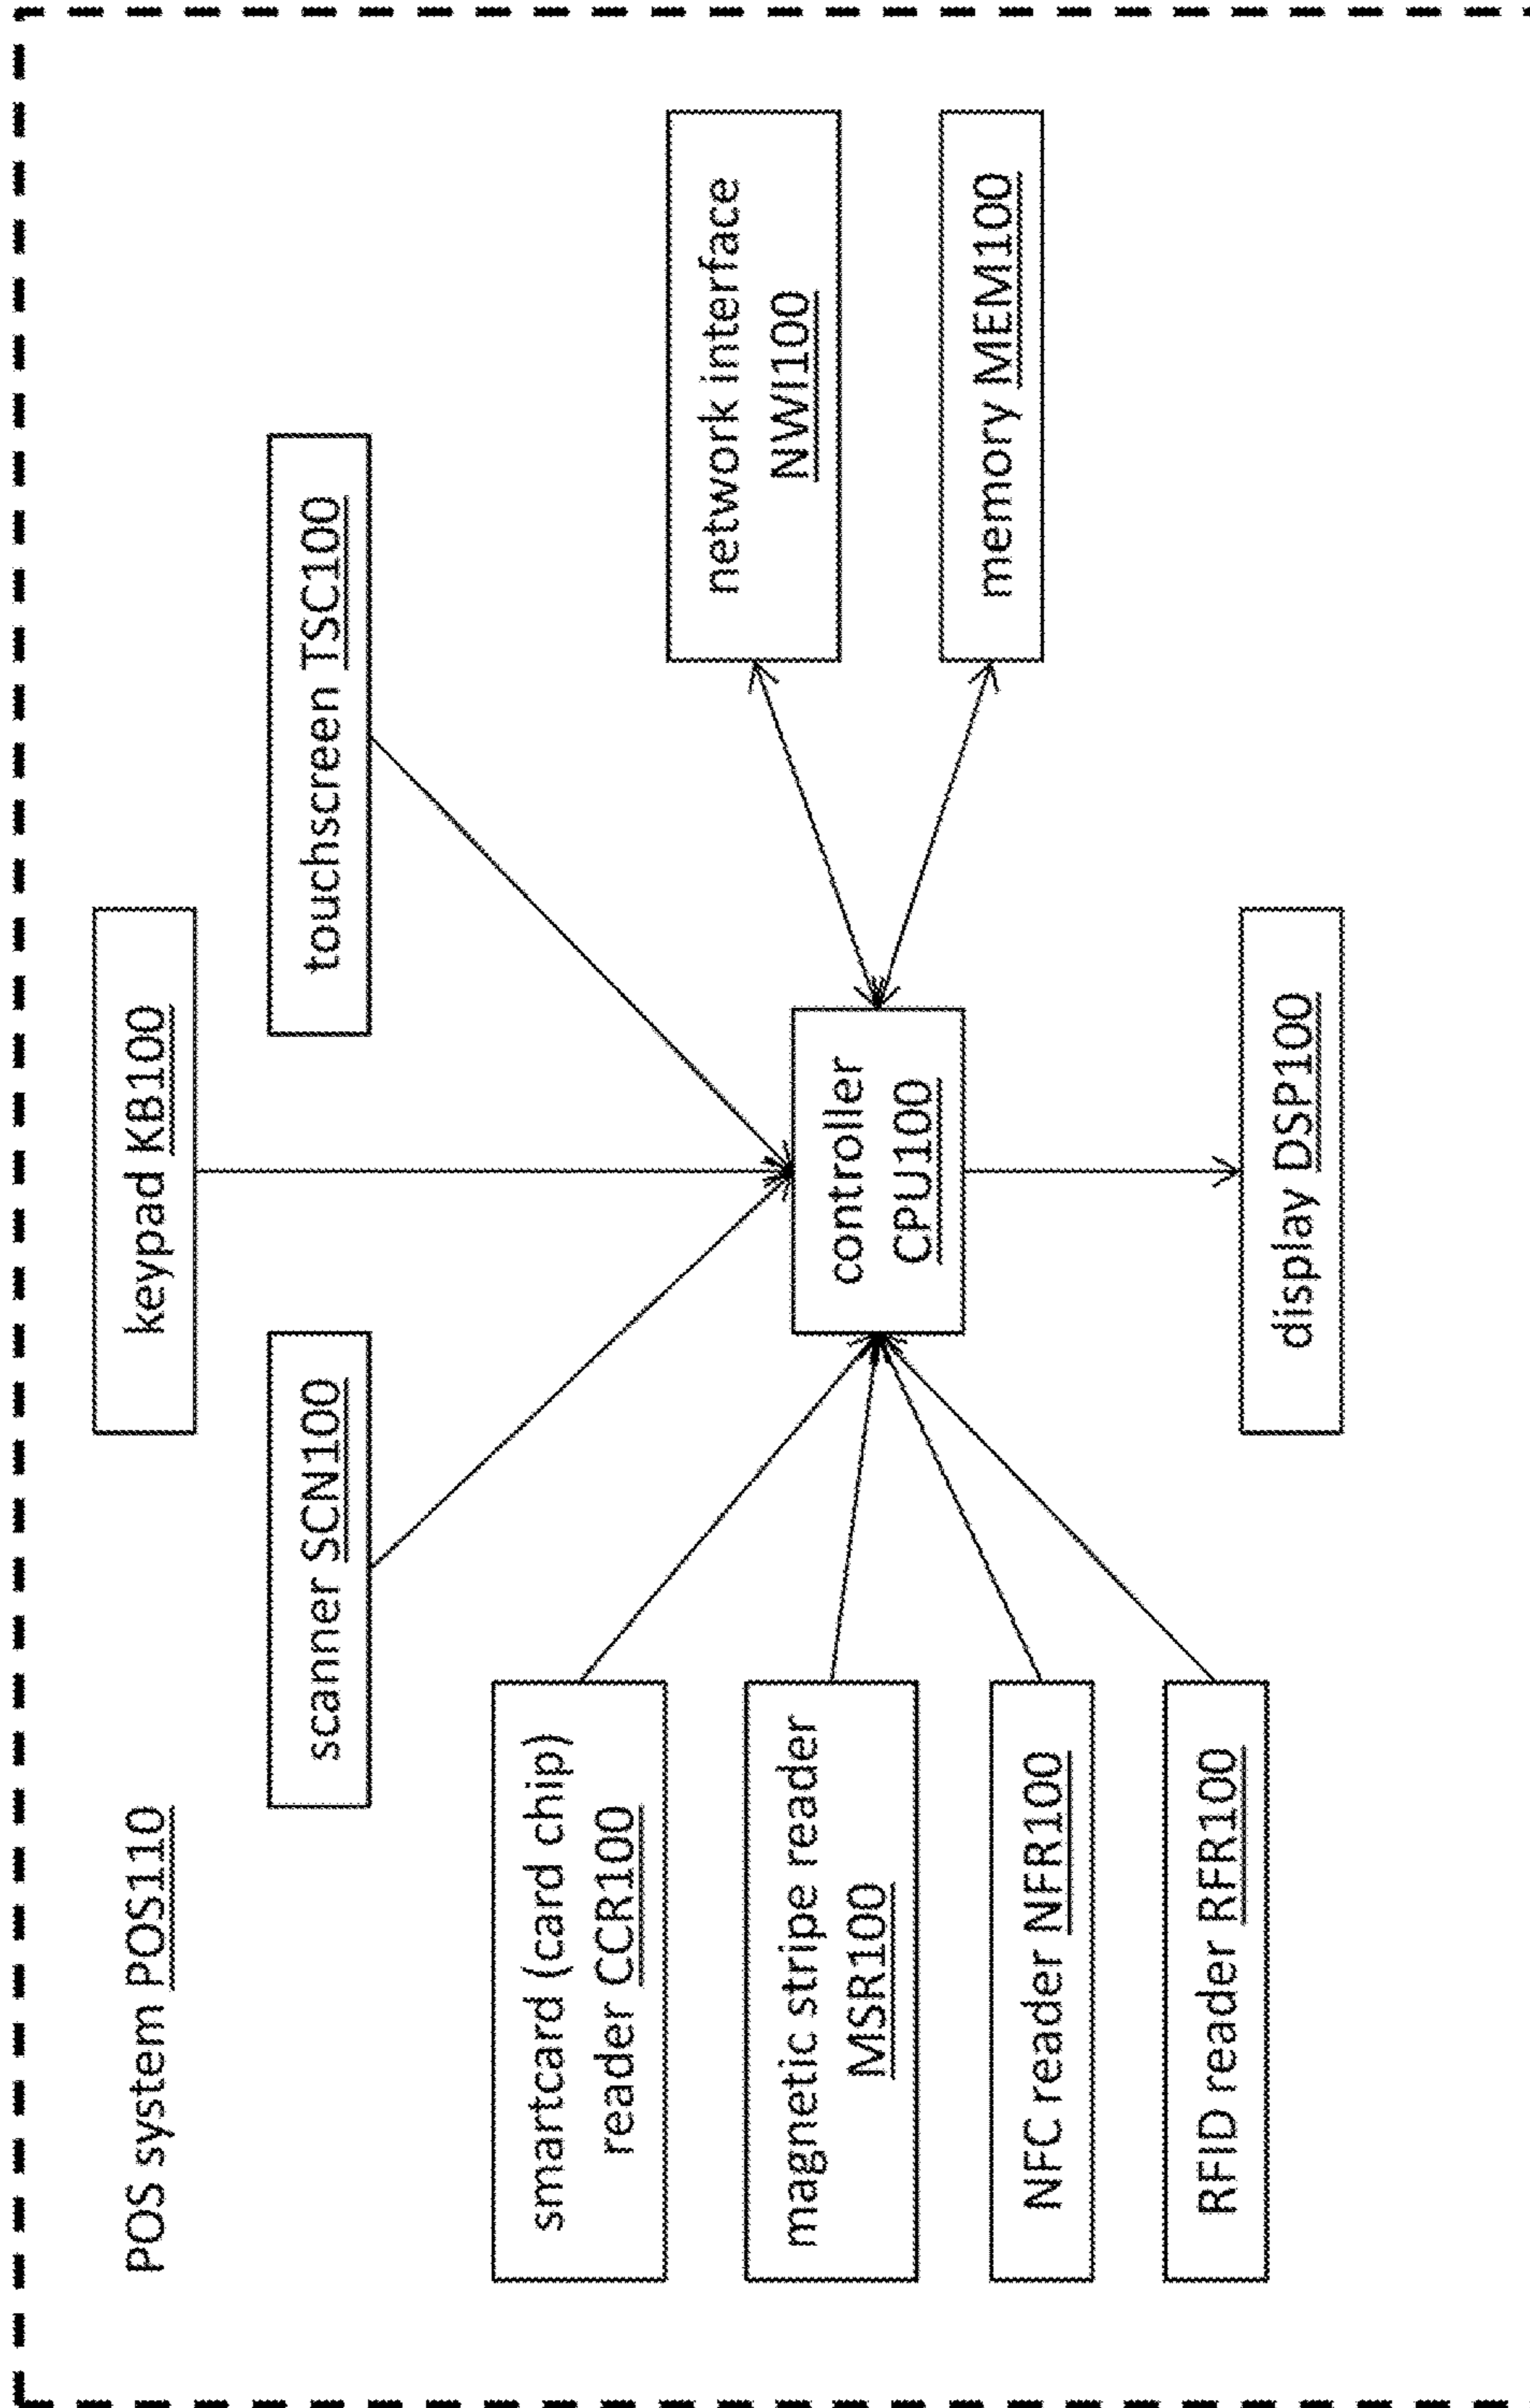 POS system POS110
keypad KB100
scanner SCN100
touchscreen TSC100
smartcard (card chip)
reader CCR100
magnetic stripe reader
MSR100
NFC reader NFR100
RFID reader RFR100
controller
CPU100
network interface
NWI100
memory MEM100
display DSP100